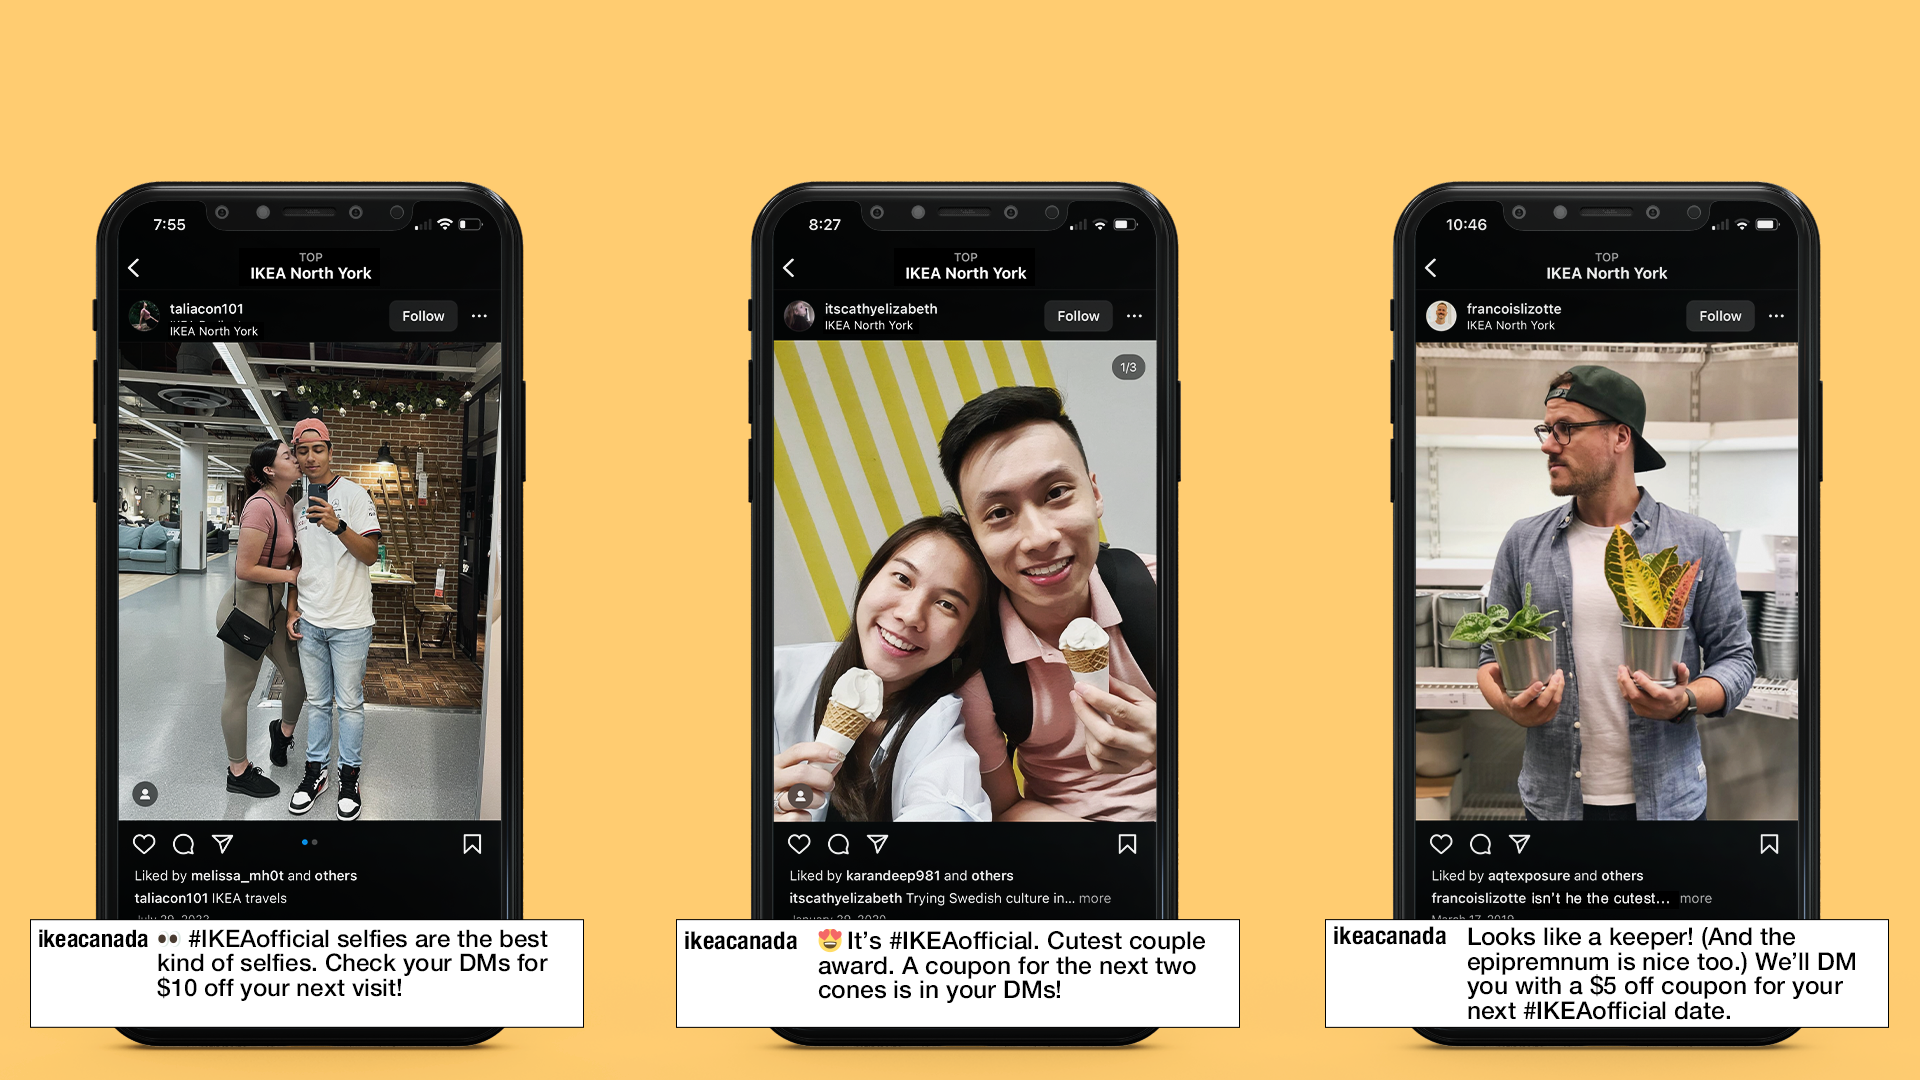 7:55
TOP
IKEA North York
taliacon101
IKEA North York
Follow
Liked by melissa_mh0t and others
taliacon101 IKEA travels
ikeacanada 👀 #IKEAofficial selfies are the best
kind of selfies. Check your DMs for
$10 off your next visit!
8:27
TOP
IKEA North York
itscathyelizabeth
IKEA North York
Follow
1/3
Liked by karandeep981 and others
itscathyelizabeth Trying Swedish culture in... more
ikeacanada 😍It's #IKEAofficial. Cutest couple
award. A coupon for the next two
cones is in your DMs!
10:46
TOP
IKEA North York
francoislizotte
IKEA North York
Follow
Liked by aqtexposure and others
francoislizotte isn't he the cutest... more
March 17, 2019
ikeacanada Looks like a keeper! (And the
epipremnum is nice too.) We'll DM
you with a $5 off coupon for your
next #IKEAofficial date.